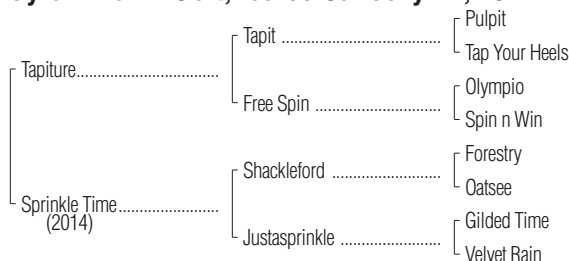 Pulpit
Tapit ........................................
Tap Your Heels
Tapiture....................................
Olympio
Free Spin ................................
Spin n Win
Forestry
Shackleford ............................
Oatsee
Sprinkle Time.........................
(2014)
Gilded Time
Justasprinkle ..........................
Velvet Rain